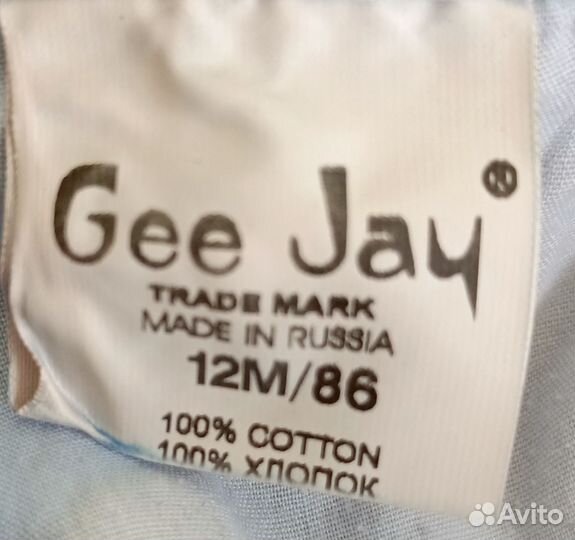 Gee Jay®
TRADE MARK
MADE IN RUSSIA
12M/86
100% COTTON
100% ХЛОПОК
Avito